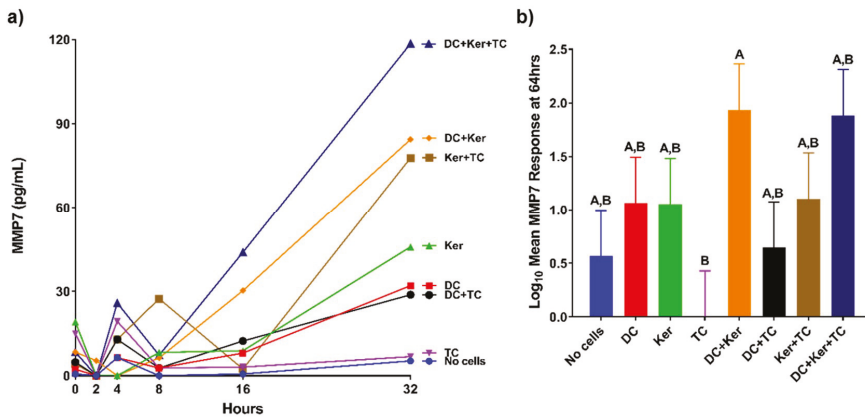 a)
MMP7 (pg/mL)
120
90
60
30
0
0 2 4 8 16 32
Hours
DC+Ker+TC
DC+Ker
Ker+TC
Ker
DC
DC+TC
TC
No cells
b)
Log10 Mean MMP7 Response at 64hrs
2.5
2.0
1.5
1.0
0.5
0.0
A,B A,B A,B B A A,B A,B A,B
No cells DC Ker TC DC+Ker DC+TC Ker+TC DC+Ker+TC